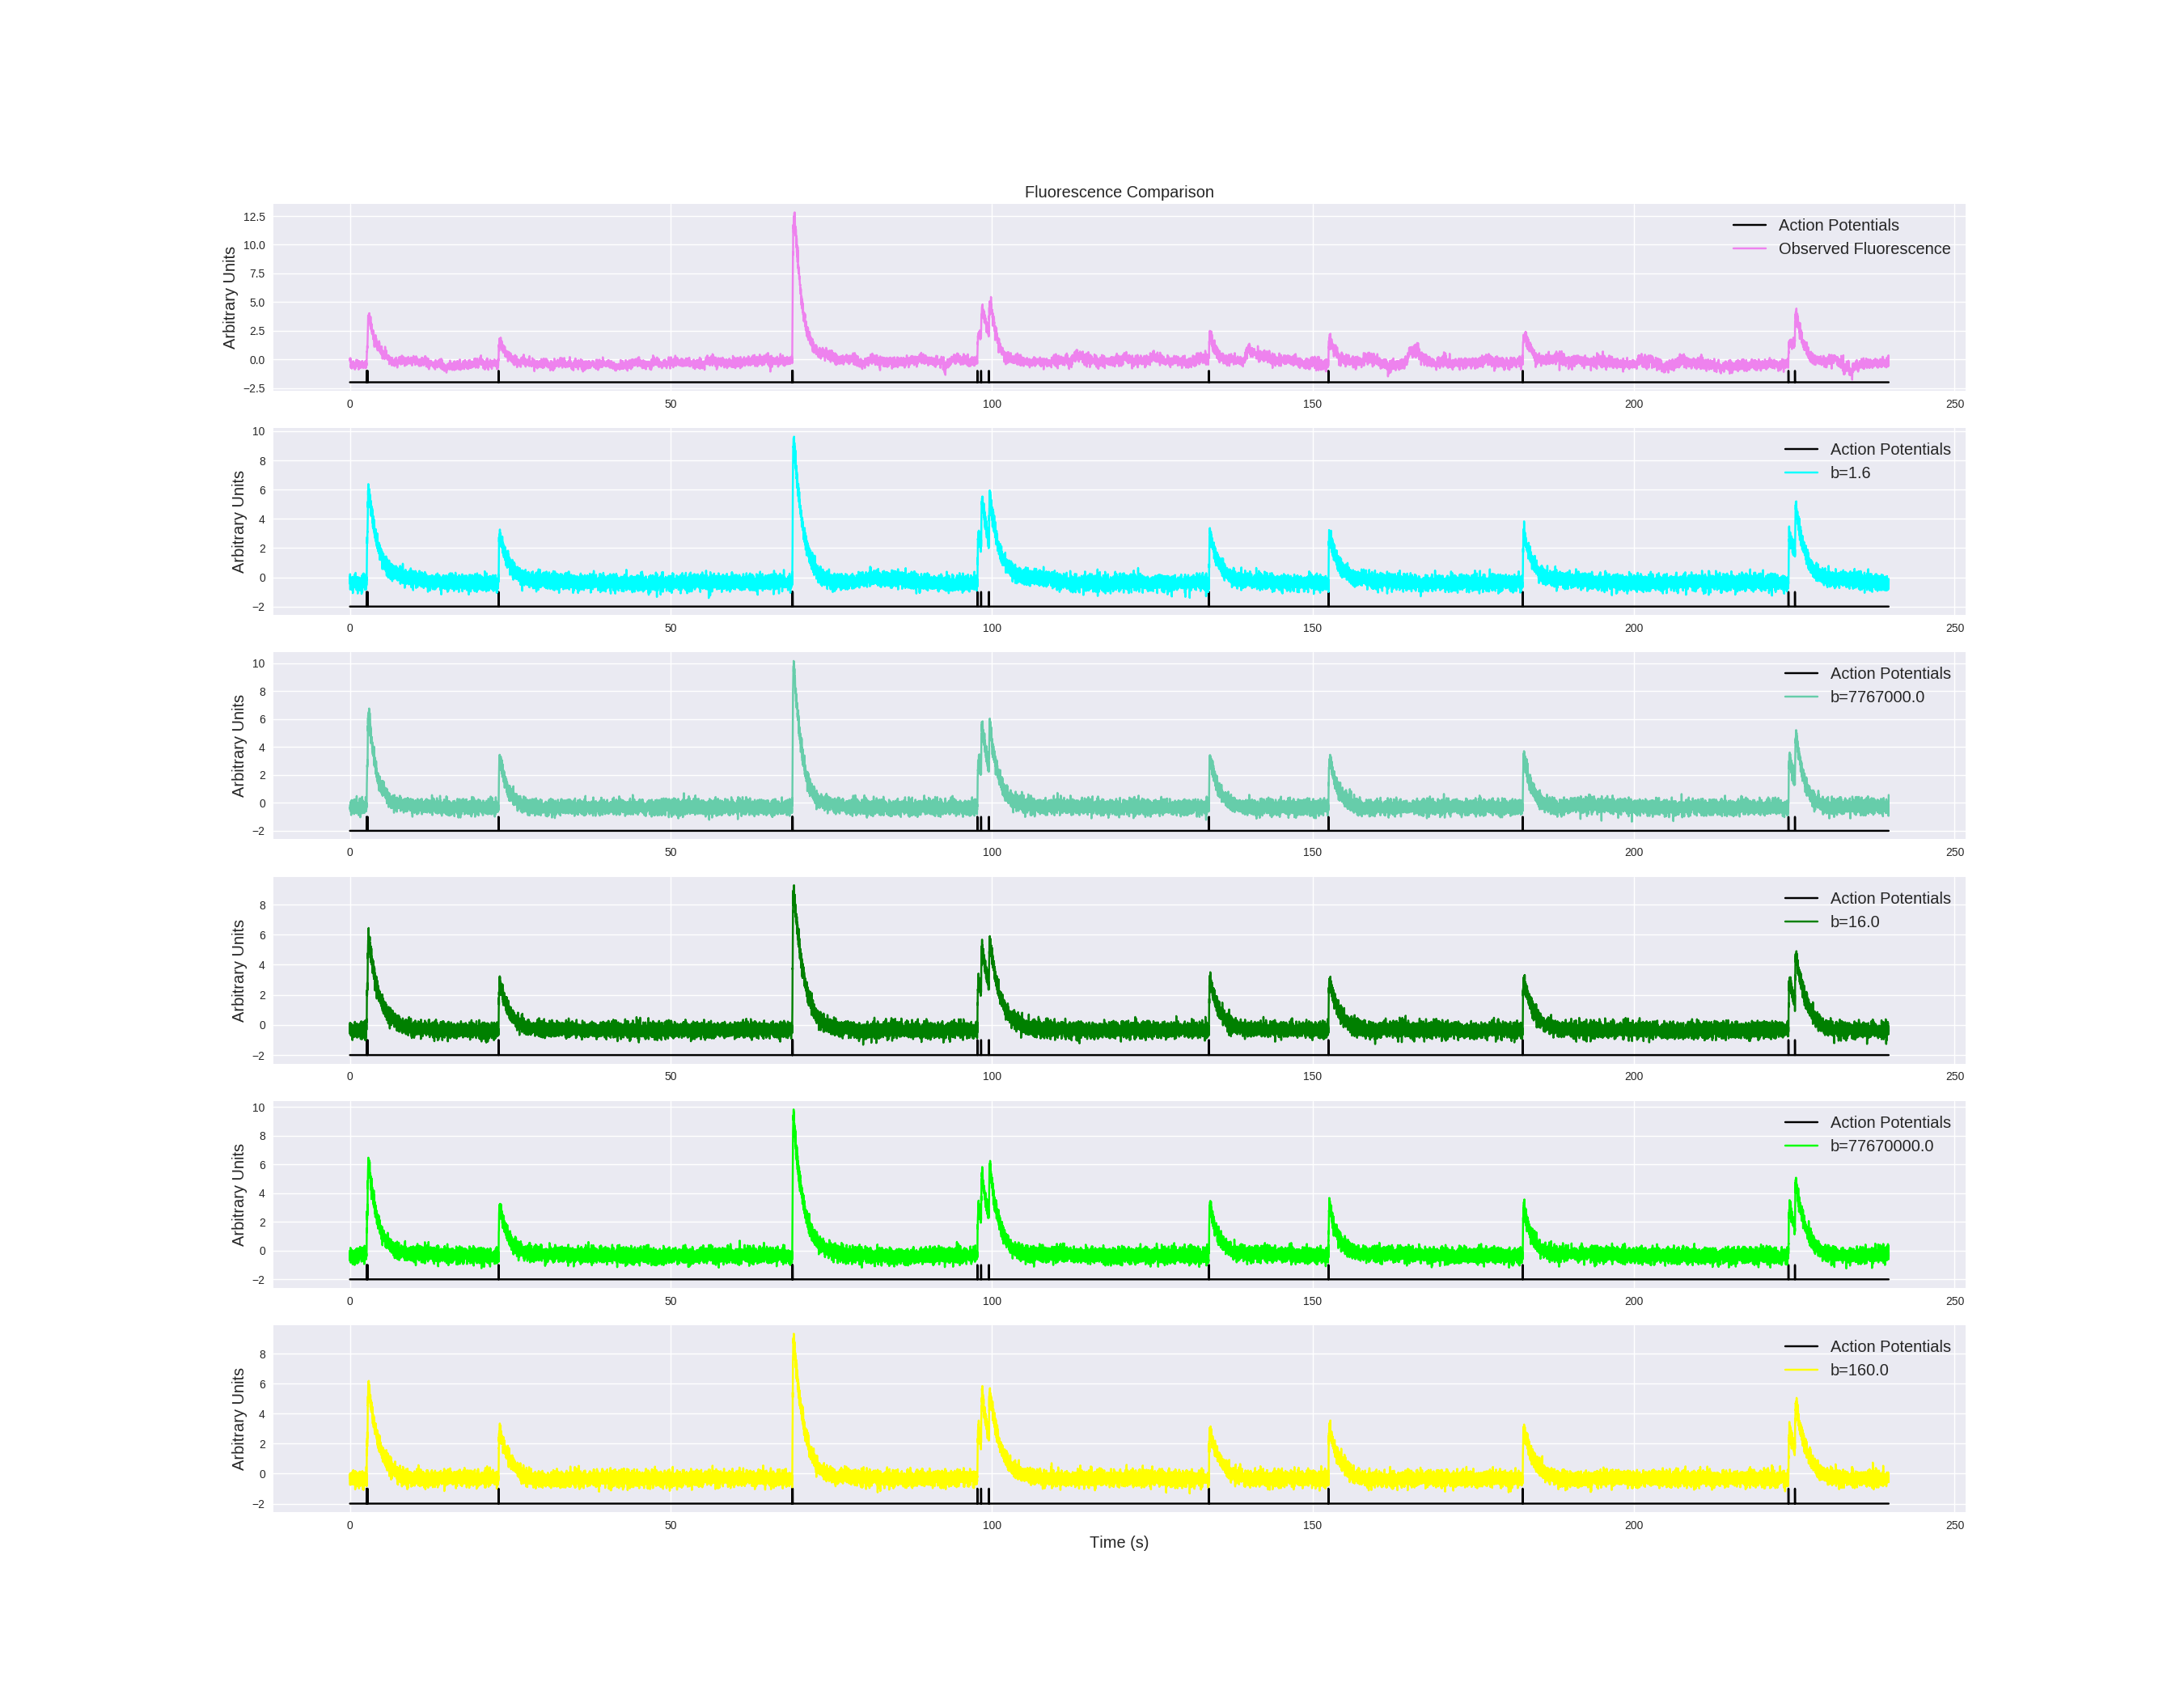 Fluorescence Comparison
Arbitrary Units
12.5
10.0
7.5
5.0
2.5
0.0
−2.5
Action Potentials
Observed Fluorescence
0 50 100 150 200 250
Arbitrary Units
10
8
6
4
2
0
−2
Action Potentials
b=1.6
0 50 100 150 200 250
Arbitrary Units
10
8
6
4
2
0
−2
Action Potentials
b=7767000.0
0 50 100 150 200 250
Arbitrary Units
8
6
4
2
0
−2
Action Potentials
b=16.0
0 50 100 150 200 250
Arbitrary Units
10
8
6
4
2
0
−2
Action Potentials
b=77670000.0
0 50 100 150 200 250
Arbitrary Units
8
6
4
2
0
−2
Action Potentials
b=160.0
0 50 100 150 200 250
Time (s)